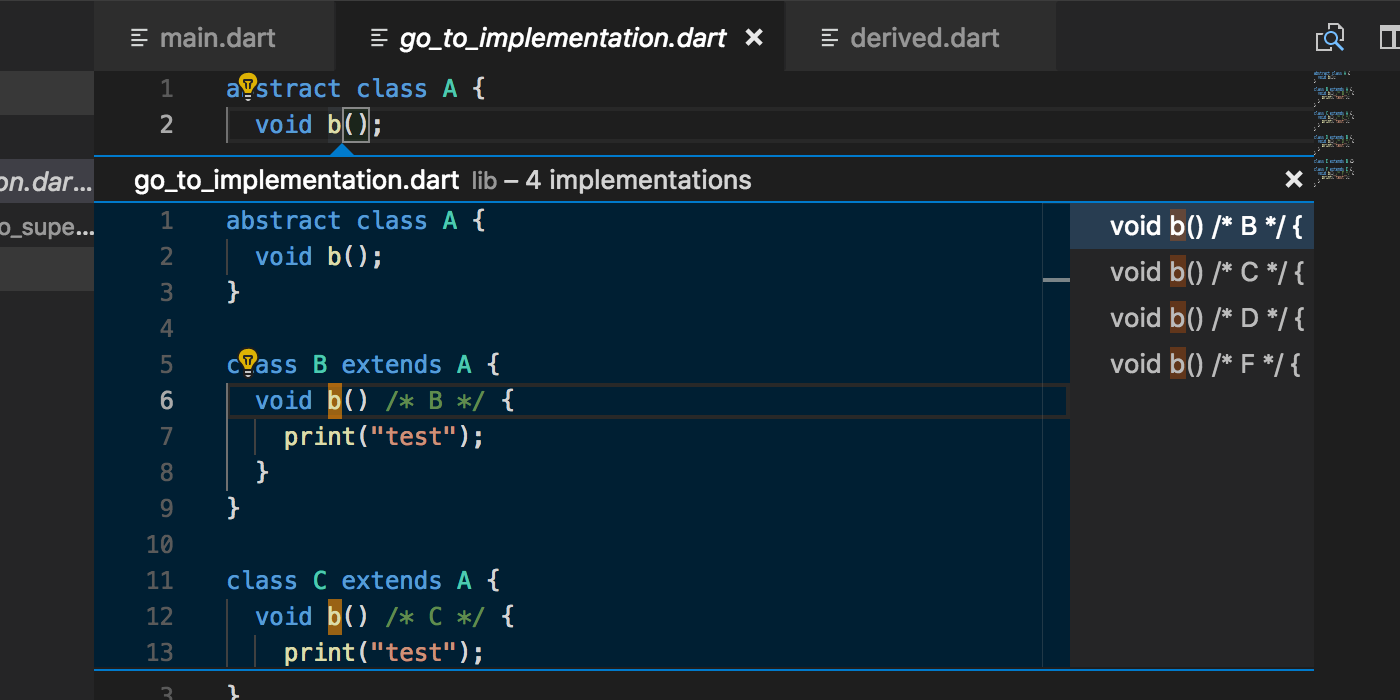 main.dart go_to_implementation.dart derived.dart
1 abstract class A {
2 void b();
on.dar...
o_supe...
go_to_implementation.dart lib – 4 implementations
1 abstract class A {
2 void b();
3 }
4
5 class B extends A {
6 void b() /* B */ {
7 print("test");
8 }
9 }
10
11 class C extends A {
12 void b() /* C */ {
13 print("test");
void b() /* B */ {
void b() /* C */ {
void b() /* D */ {
void b() /* F */ {
3 }